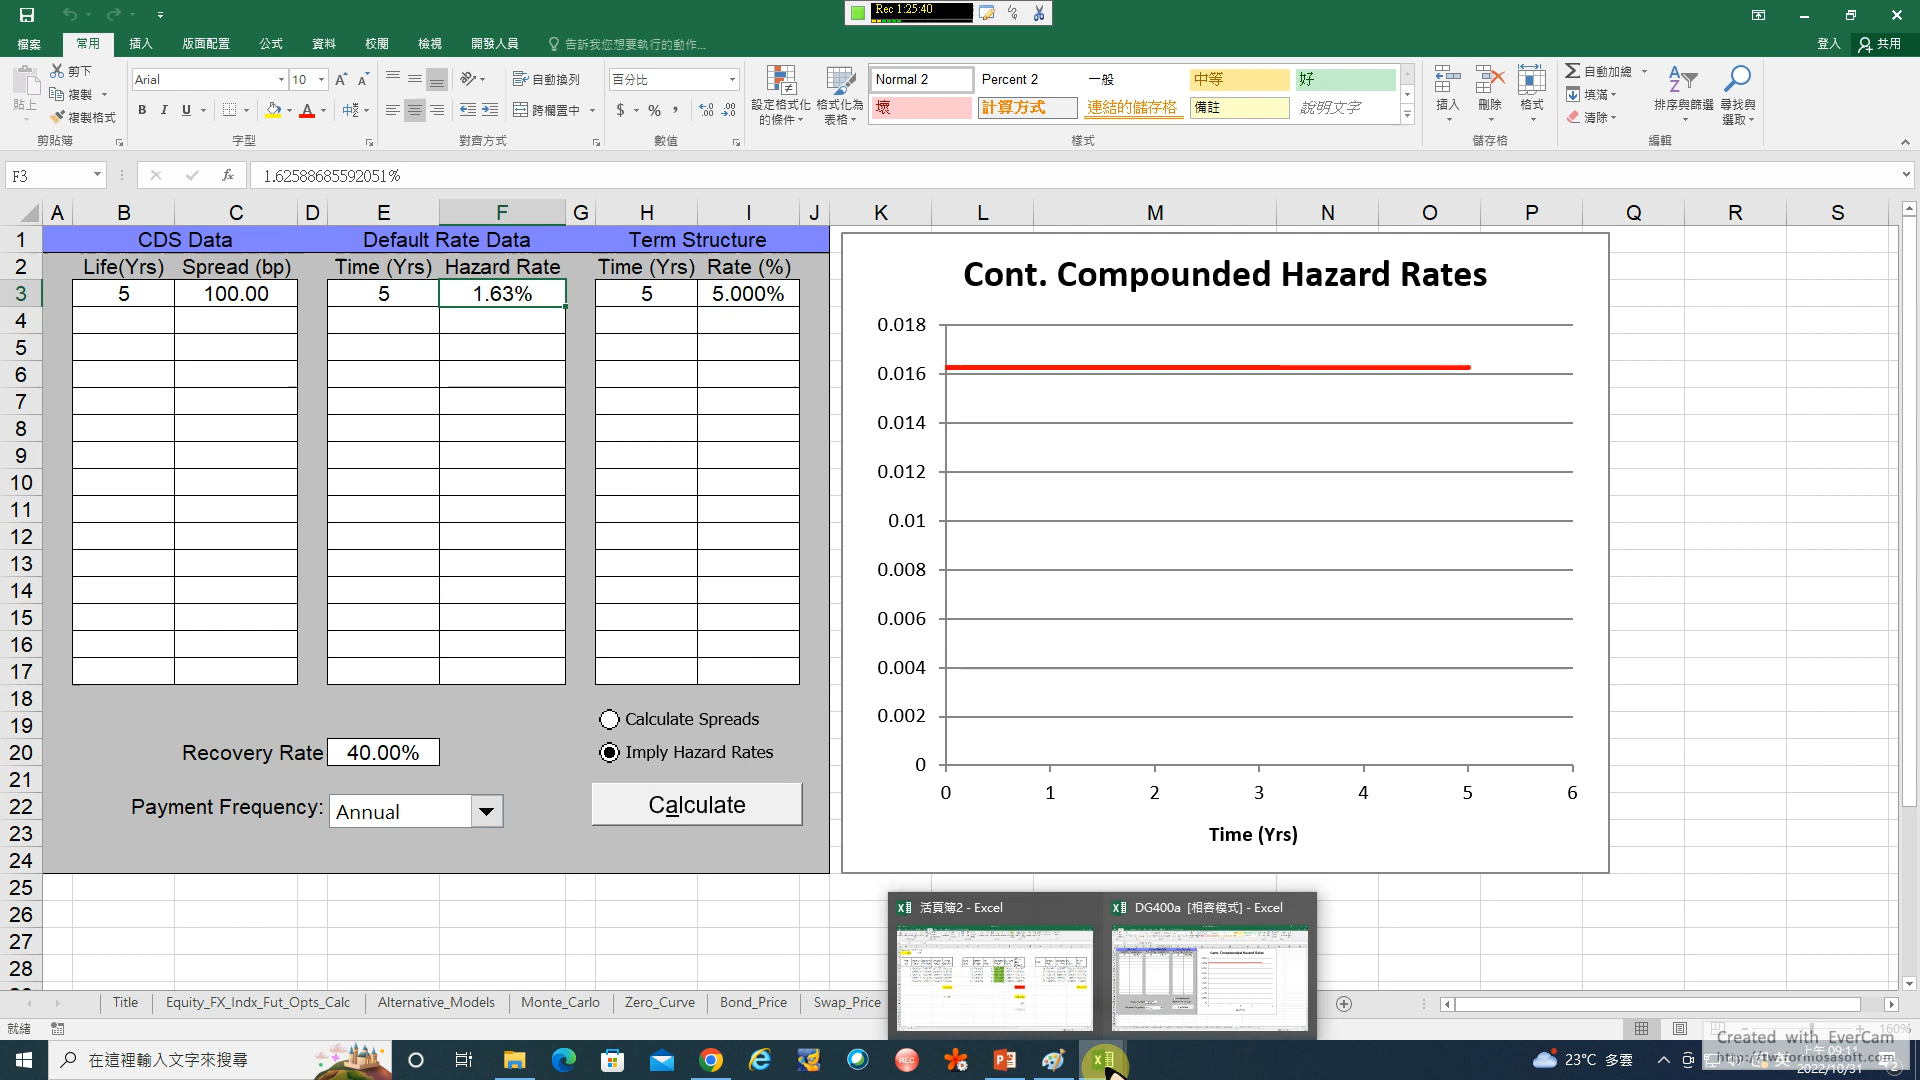 Rec 1:25:40
檔案 常用 插入 版面配置 公式 資料 校閱 檢視 開發人員 告訴我您想要執行的動作... 登入 共用
貼上 剪下 複製 複製格式 剪貼簿
Arial 10 B I U 字型
自動換列 跨欄置中 對齊方式
百分比 $ % 數值
設定格式化的條件 格式化為表格
Normal 2 Percent 2 一般 中等 好
壞 計算方式 連結的儲存格 備註 說明文字
樣式
插入 刪除 格式 儲存格
自動加總 填滿 清除 排序與篩選 尋找與選取 編輯
F3 fx 1.62588685592051%
A B C D E F G H I J K L M N O P Q R S
1 CDS Data Default Rate Data Term Structure
2 Life(Yrs) Spread (bp) Time (Yrs) Hazard Rate Time (Yrs) Rate (%)
3 5 100.00 5 1.63% 5 5.000%
4
5
6
7
8
9
10
11
12
13
14
15
16
17
18
19 Calculate Spreads
20 Recovery Rate 40.00% Imply Hazard Rates
21
22 Payment Frequency: Annual Calculate
23
24
25
26
27
28
Cont. Compounded Hazard Rates
0.018
0.016
0.014
0.012
0.01
0.008
0.006
0.004
0.002
0
0 1 2 3 4 5 6
Time (Yrs)
活頁簿2 - Excel DG400a [相容模式] - Excel
Title Equity_FX_Indx_Fut_Opts_Calc Alternative_Models Monte_Carlo Zero_Curve Bond_Price Swap_Price
就緒 160%
在這裡輸入文字來搜尋
23°C 多雲
2022/10/31
Created with EverCam